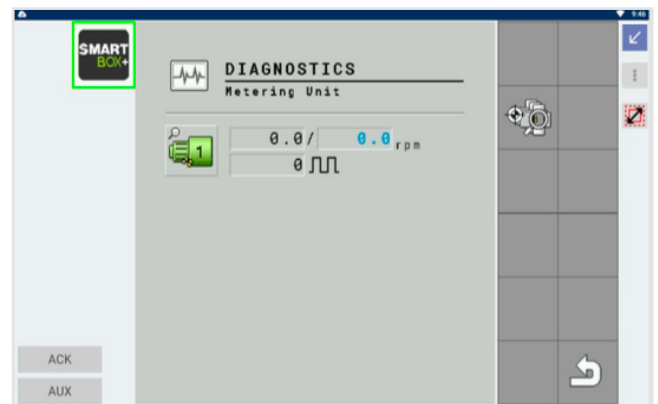 9:46
SMART
BOX+
DIAGNOSTICS
Metering Unit
1
0.0/ 0.0 rpm
0
ACK
AUX